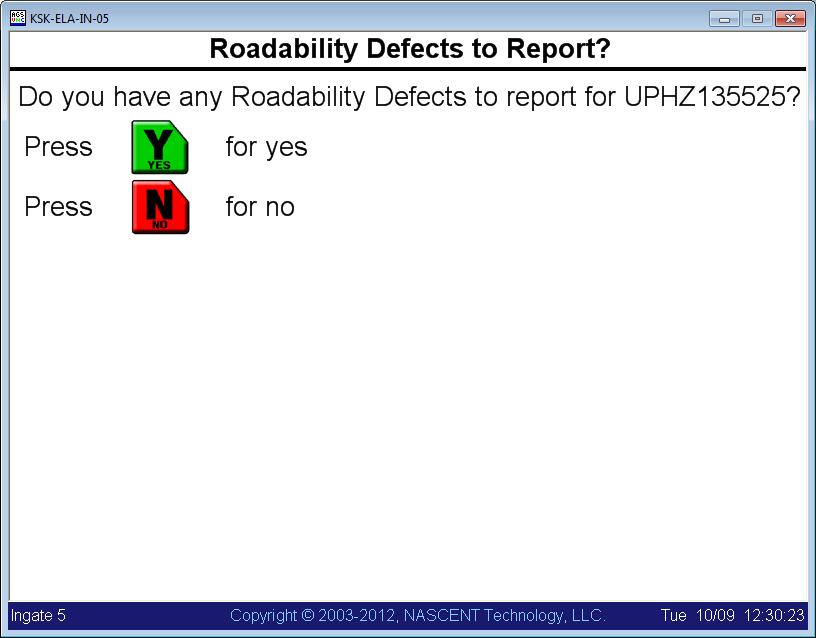 KSK-ELA-IN-05
Roadability Defects to Report?
Do you have any Roadability Defects to report for UPHZ135525?
Press Y YES for yes
Press N NO for no
Ingate 5 Copyright © 2003-2012, NASCENT Technology, LLC. Tue 10/09 12:30:23